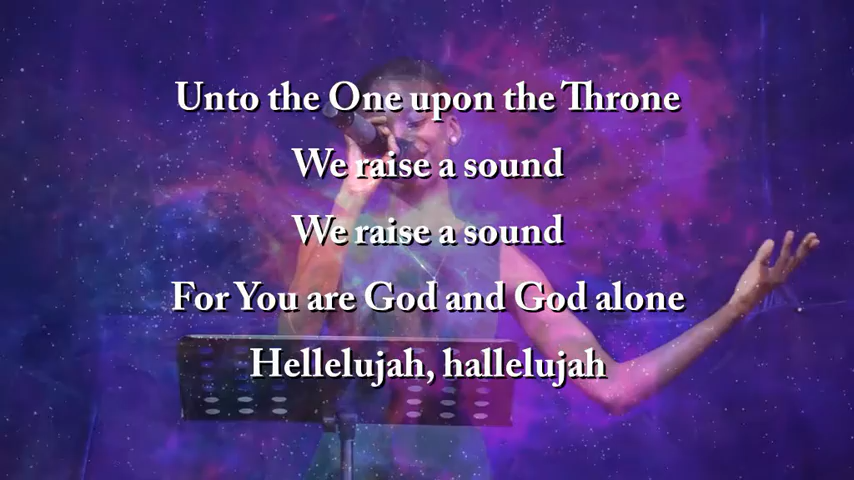 Unto the One upon the Throne
We raise a sound
We raise a sound
For You are God and God alone
Hellelujah, hallelujah